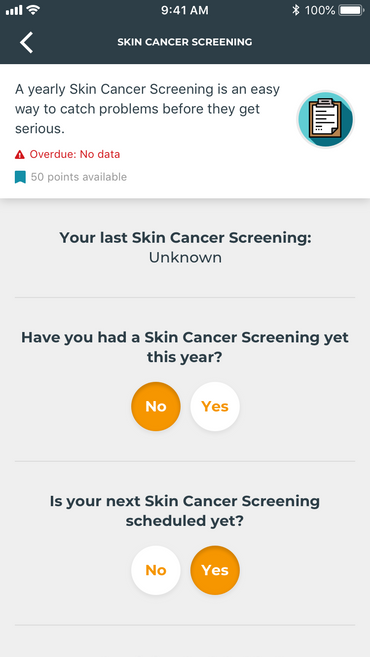 9:41 AM
100%
SKIN CANCER SCREENING
A yearly Skin Cancer Screening is an easy
way to catch problems before they get
serious.
Overdue: No data
50 points available
Your last Skin Cancer Screening:
Unknown
Have you had a Skin Cancer Screening yet
this year?
No
Yes
Is your next Skin Cancer Screening
scheduled yet?
No
Yes